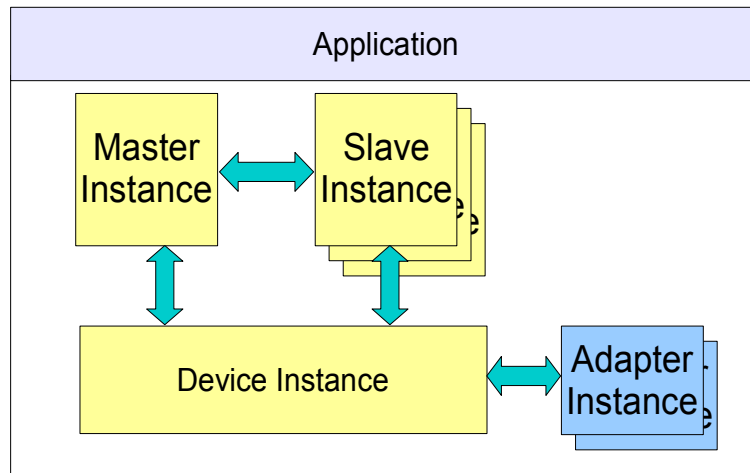 Application
Master
Instance
Slave
Instance
Device Instance
Adapter
Instance